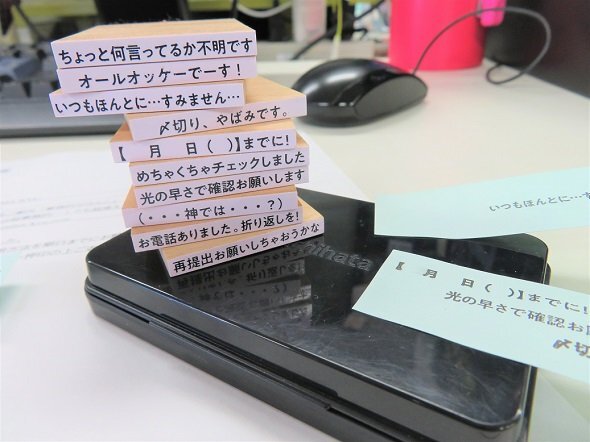 ちょっと何言ってるか不明です
オールオッケーでーす！
いつもほんとに…すみません…
〆切り、やばみです。
【　月　日（　）】までに！
めちゃくちゃチェックしました
光の早さで確認お願いします
（・・・神では・・・？）
お電話ありました。折り返しを！
再提出お願いしちゃおうかな
いつもほんとに…す
【　月　日（　）】までに！
光の早さで確認お
〆切